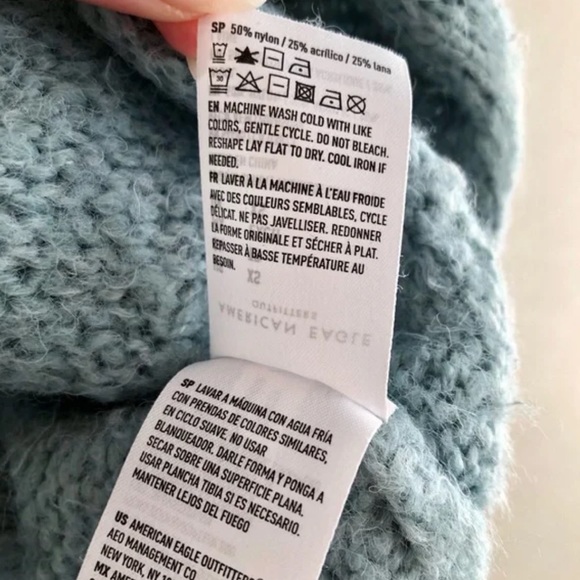 SP 50% nylon / 25% acrílico / 25% lana
30
EN MACHINE WASH COLD WITH LIKE
COLORS, GENTLE CYCLE. DO NOT BLEACH.
RESHAPE LAY FLAT TO DRY. COOL IRON IF
NEEDED.
FR LAVER À LA MACHINE À L'EAU FROIDE
AVEC DES COULEURS SEMBLABLES, CYCLE
DÉLICAT. NE PAS JAVELLISER. REDONNER
LA FORME ORIGINALE ET SÉCHER À PLAT.
REPASSER À BASSE TEMPÉRATURE AU
BESOIN.
XS
OUTFITTERS
AMERICAN EAGLE
SP LAVAR A MÁQUINA CON AGUA FRÍA
CON PRENDAS DE COLORES SIMILARES,
EN CICLO SUAVE. NO USAR
BLANQUEADOR. DARLE FORMA Y PONGA A
SECAR SOBRE UNA SUPERFICIE PLANA.
USAR PLANCHA TIBIA SI ES NECESARIO.
MANTENER LEJOS DEL FUEGO
US AMERICAN EAGLE OUTFITTERS
AEO MANAGEMENT CO
NEW YORK, NY
MX